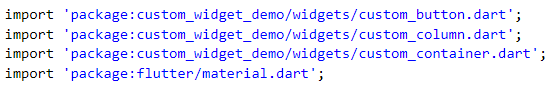 import 'package:custom_widget_demo/widgets/custom_button.dart';
import 'package:custom_widget_demo/widgets/custom_column.dart';
import 'package:custom_widget_demo/widgets/custom_container.dart';
import 'package:flutter/material.dart';